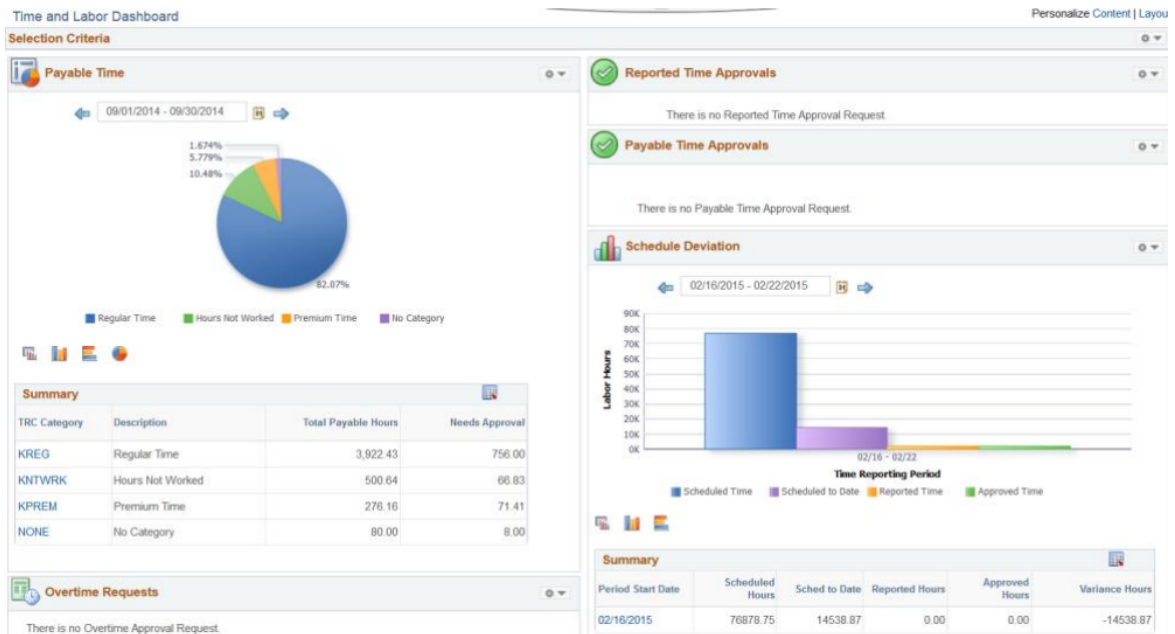 Time and Labor Dashboard
Personalize Content | Layou
Selection Criteria
Payable Time
09/01/2014 - 09/30/2014
1.674%
5.779%
10.48%
82.07%
Regular Time Hours Not Worked Premium Time No Category
Summary
TRC Category Description Total Payable Hours Needs Approval
KREG Regular Time 3,922.43 756.00
KNTWRK Hours Not Worked 500.64 66.83
KPREM Premium Time 276.16 71.41
NONE No Category 80.00 8.00
Overtime Requests
There is no Overtime Approval Request.
Reported Time Approvals
There is no Reported Time Approval Request.
Payable Time Approvals
There is no Payable Time Approval Request.
Schedule Deviation
02/16/2015 - 02/22/2015
90K
80K
70K
60K
50K
40K
30K
20K
10K
0K
Labor Hours
02/16 - 02/22
Time Reporting Period
Scheduled Time Scheduled to Date Reported Time Approved Time
Summary
Period Start Date Scheduled Hours Sched to Date Reported Hours Approved Hours Variance Hours
02/16/2015 76878.75 14538.87 0.00 0.00 -14538.87